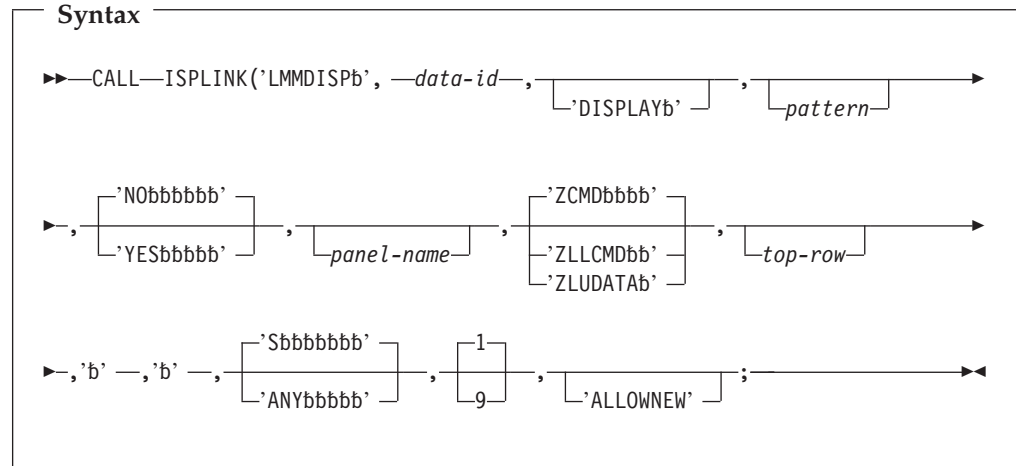 Syntax
CALL ISPLINK('LMMDISPƀ', data-id , 'DISPLAYƀ' , pattern
, 'NOƀƀƀƀƀƀ' 'YESƀƀƀƀƀ' , panel-name , 'ZCMDƀƀƀƀ' 'ZLLCMDƀƀ' 'ZLUDATAƀ' , top-row
,'ƀ' ,'ƀ' , 'Sƀƀƀƀƀƀƀ' 'ANYƀƀƀƀƀ' , 1 9 , 'ALLOWNEW' ;